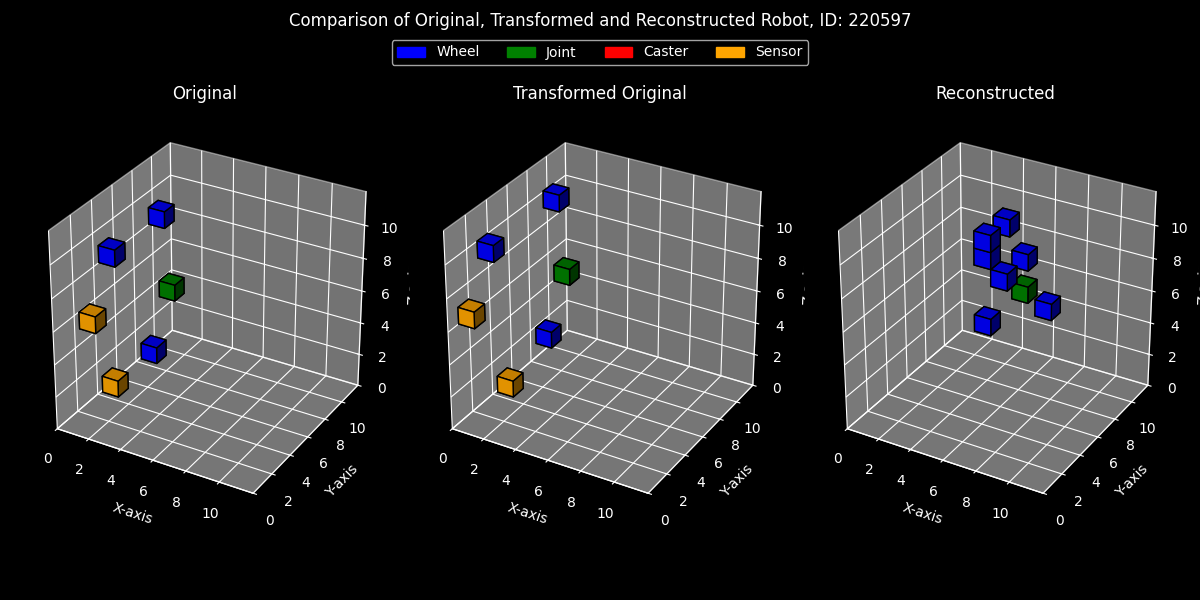 Comparison of Original, Transformed and Reconstructed Robot, ID: 220597
Wheel Joint Caster Sensor
Original Transformed Original Reconstructed
10
8
6
4
2
0
0 2 4 6 8 10
X-axis
0 2 4 6 8 10
Y-axis
10
8
6
4
2
0
0 2 4 6 8 10
X-axis
0 2 4 6 8 10
Y-axis
10
8
6
4
2
0
0 2 4 6 8 10
X-axis
0 2 4 6 8 10
Y-axis